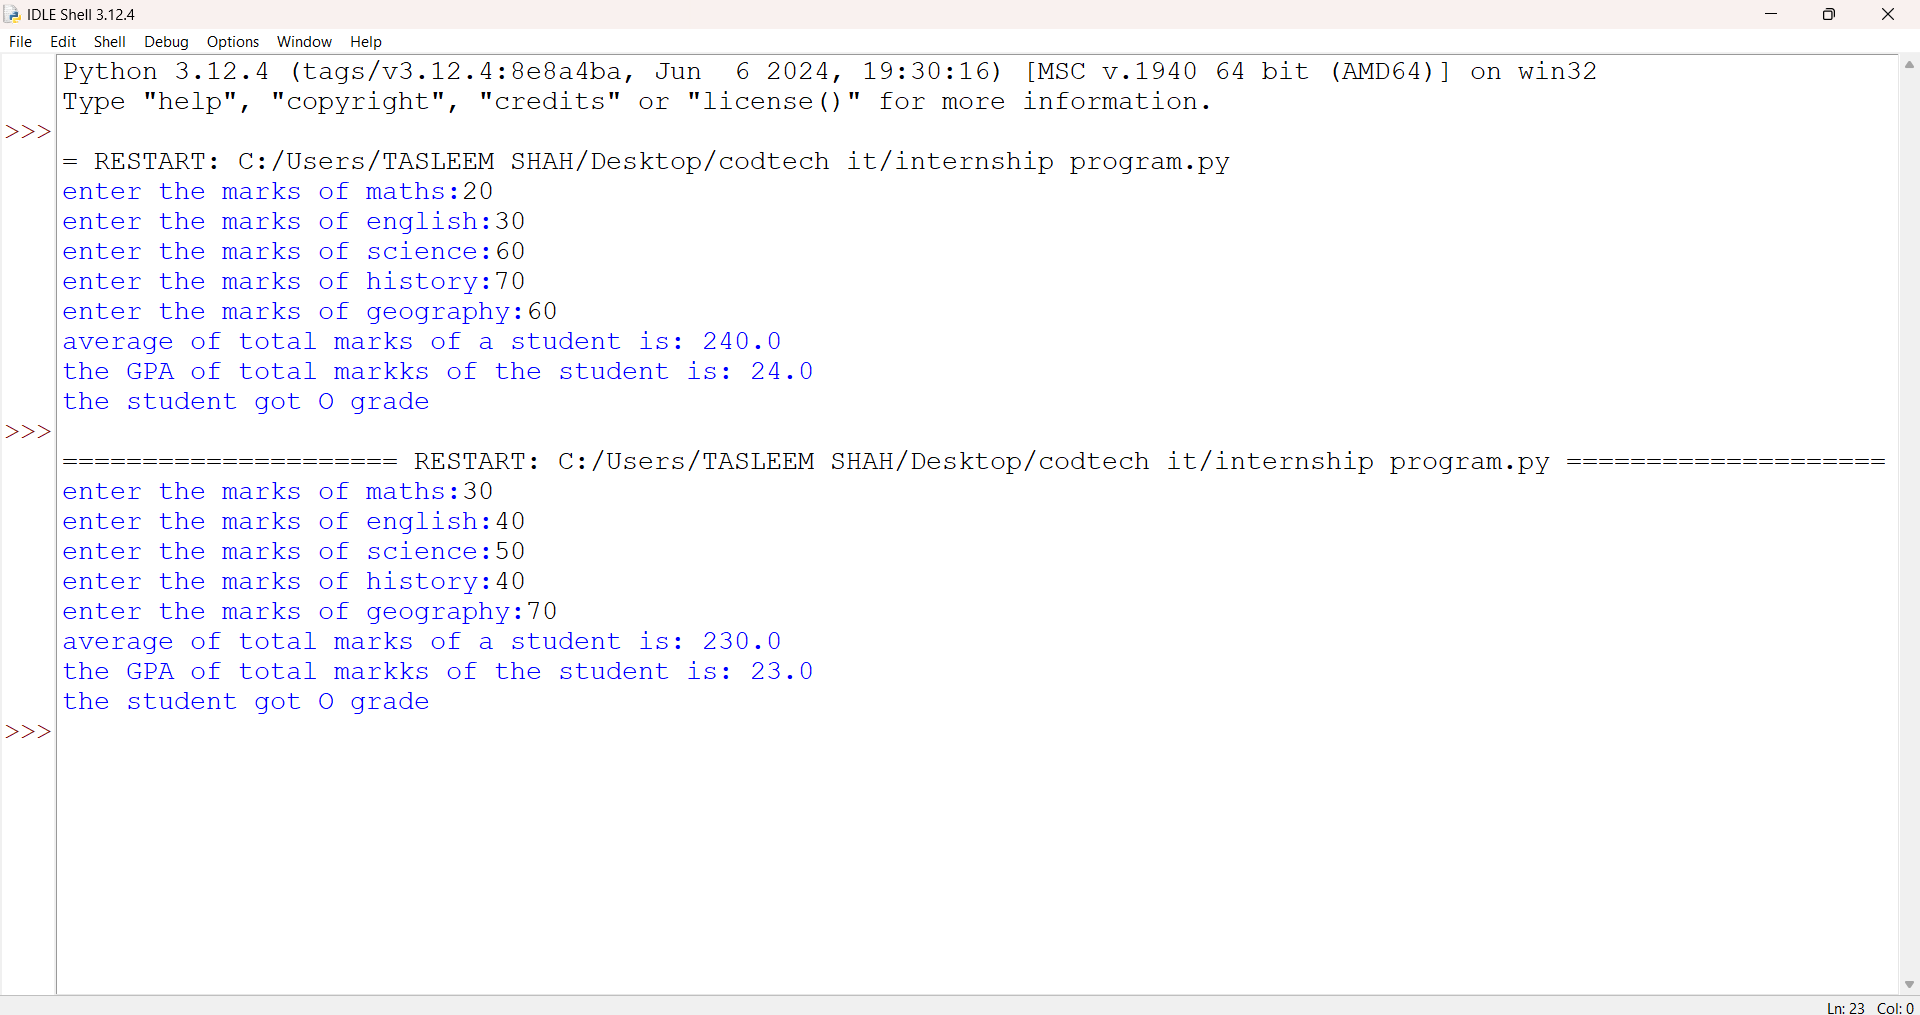 IDLE Shell 3.12.4
File Edit Shell Debug Options Window Help
Python 3.12.4 (tags/v3.12.4:8e8a4ba, Jun  6 2024, 19:30:16) [MSC v.1940 64 bit (AMD64)] on win32
Type "help", "copyright", "credits" or "license()" for more information.
>>>
= RESTART: C:/Users/TASLEEM SHAH/Desktop/codtech it/internship program.py
enter the marks of maths:20
enter the marks of english:30
enter the marks of science:60
enter the marks of history:70
enter the marks of geography:60
average of total marks of a student is: 240.0
the GPA of total markks of the student is: 24.0
the student got O grade
>>>
===================== RESTART: C:/Users/TASLEEM SHAH/Desktop/codtech it/internship program.py ====================
enter the marks of maths:30
enter the marks of english:40
enter the marks of science:50
enter the marks of history:40
enter the marks of geography:70
average of total marks of a student is: 230.0
the GPA of total markks of the student is: 23.0
the student got O grade
>>>
Ln: 23 Col: 0